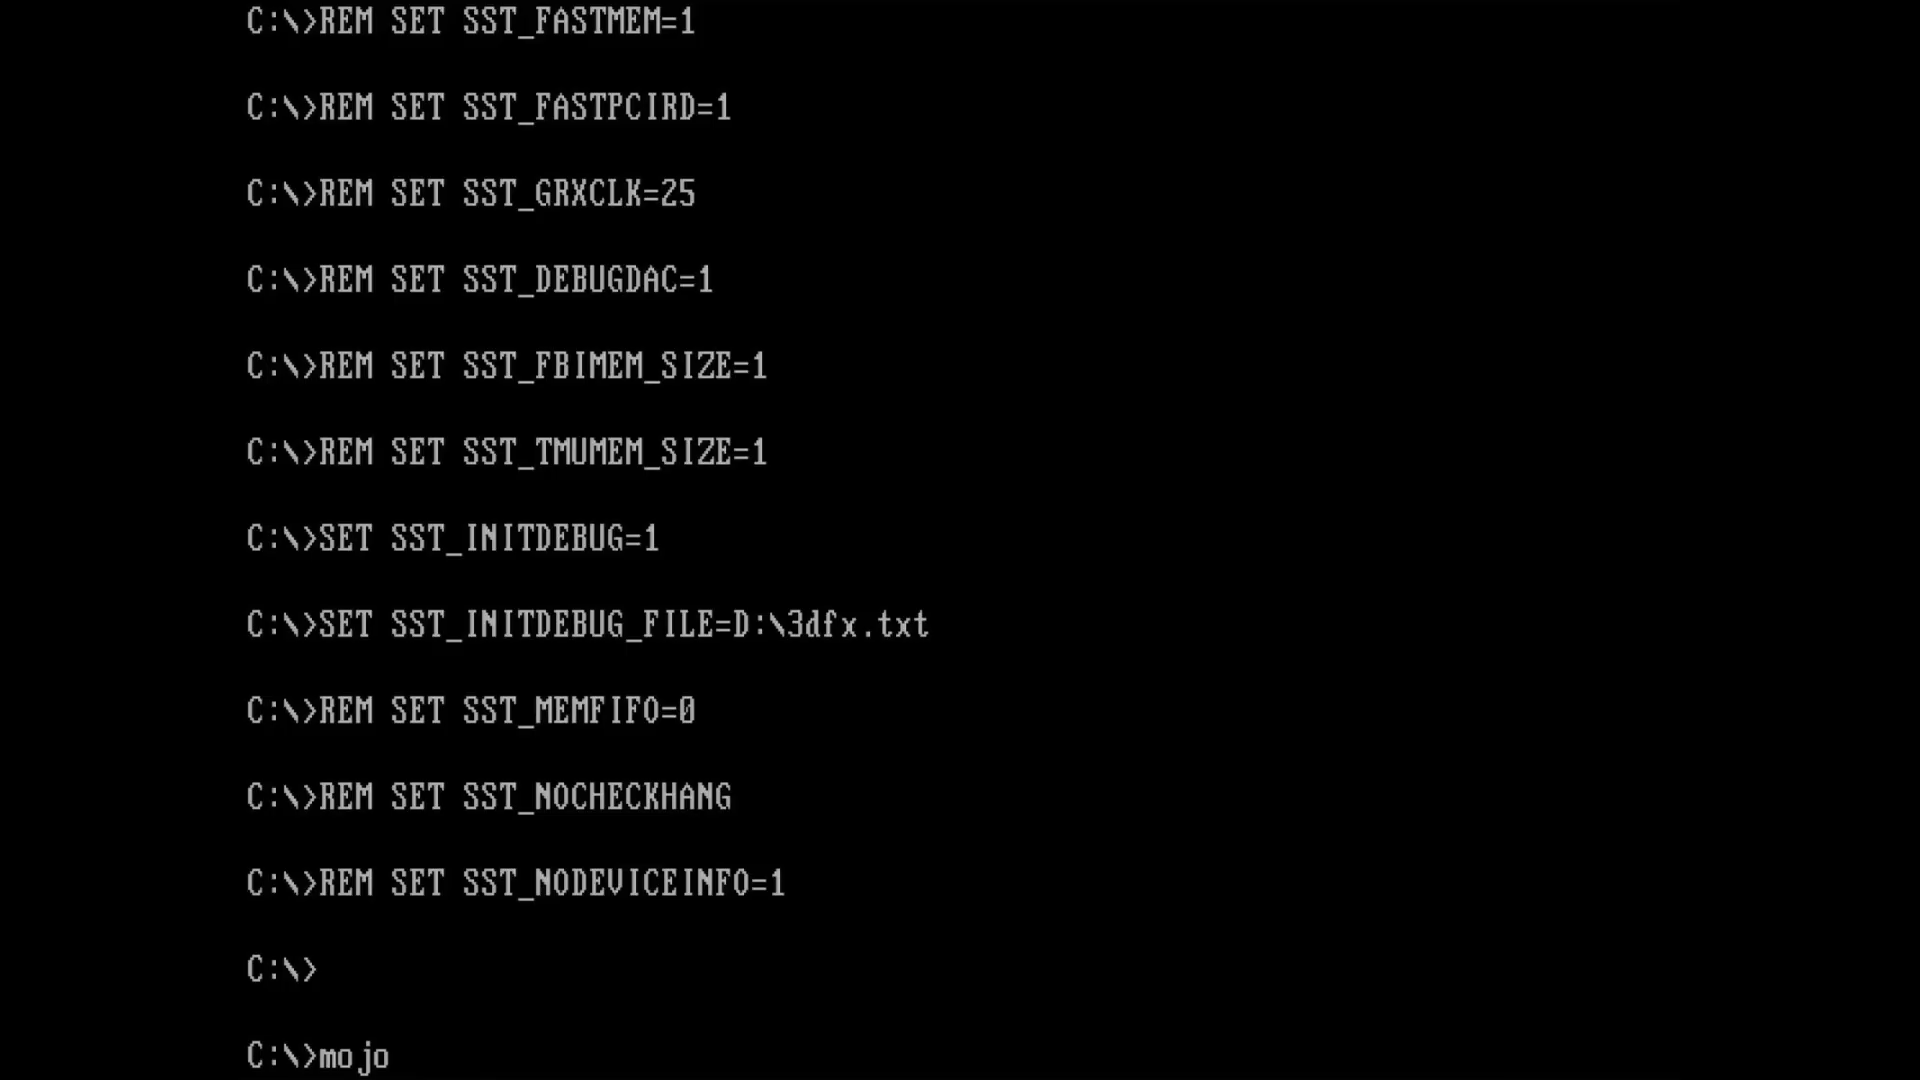 C:\>REM SET SST_FASTMEM=1
C:\>REM SET SST_FASTPCIRD=1
C:\>REM SET SST_GRXCLK=25
C:\>REM SET SST_DEBUGDAC=1
C:\>REM SET SST_FBIMEM_SIZE=1
C:\>REM SET SST_TMUMEM_SIZE=1
C:\>SET SST_INITDEBUG=1
C:\>SET SST_INITDEBUG_FILE=D:\3dfx.txt
C:\>REM SET SST_MEMFIFO=0
C:\>REM SET SST_NOCHECKHANG
C:\>REM SET SST_NODEVICEINFO=1
C:\>
C:\>mojo